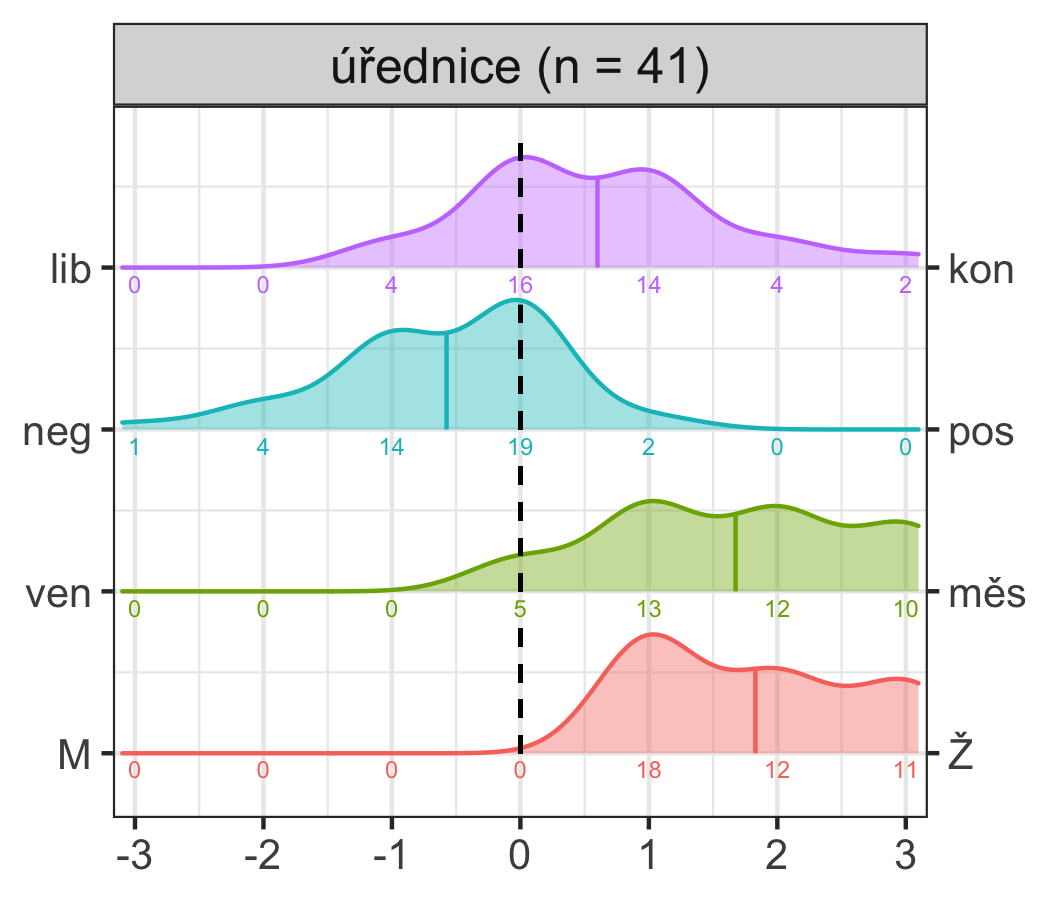 úřednice (n = 41)
lib kon
0 0 4 16 14 4 2
neg pos
1 4 14 19 2 0 0
ven měs
0 0 0 5 13 12 10
M Ž
0 0 0 0 18 12 11
-3 -2 -1 0 1 2 3